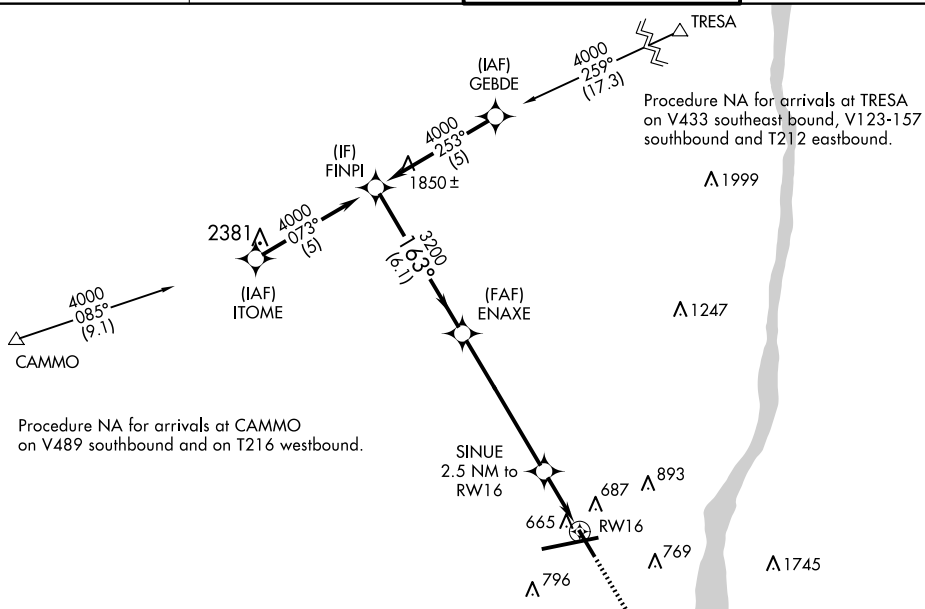 TRESA
4000
259°
(17.3)
(IAF)
GEBDE
Procedure NA for arrivals at TRESA
on V433 southeast bound, V123-157
southbound and T212 eastbound.
4000
253°
(5)
(IF)
FINPI
1850 ±
1999
4000
073°
(5)
2381
(IAF)
ITOME
3200
163°
(6.1)
4000
085°
(9.1)
CAMMO
(FAF)
ENAXE
1247
Procedure NA for arrivals at CAMMO
on V489 southbound and on T216 westbound.
SINUE
2.5 NM to
RW16
893
687
665
RW16
769
1745
796